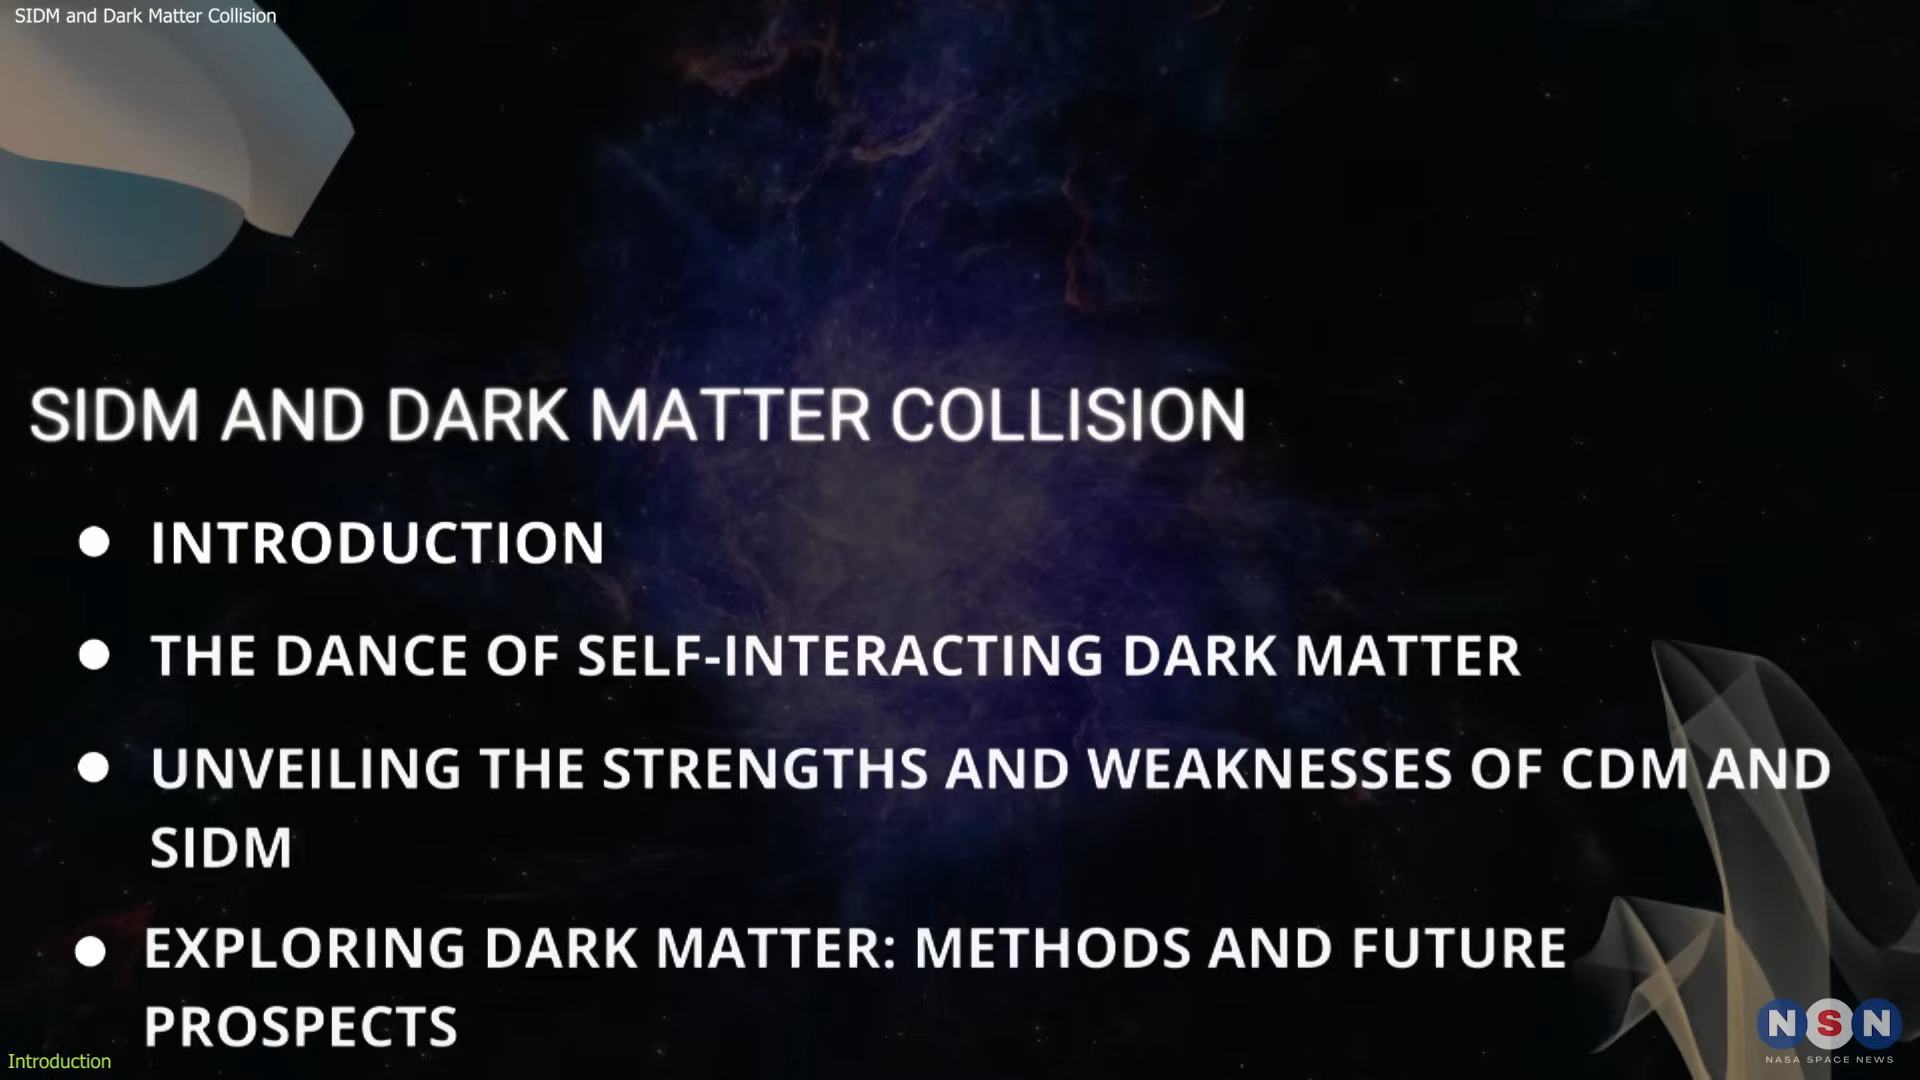 SIDM and Dark Matter Collision
SIDM AND DARK MATTER COLLISION
● INTRODUCTION
● THE DANCE OF SELF-INTERACTING DARK MATTER
● UNVEILING THE STRENGTHS AND WEAKNESSES OF CDM AND
SIDM
● EXPLORING DARK MATTER: METHODS AND FUTURE
PROSPECTS
Introduction
NSN
NASA SPACE NEWS